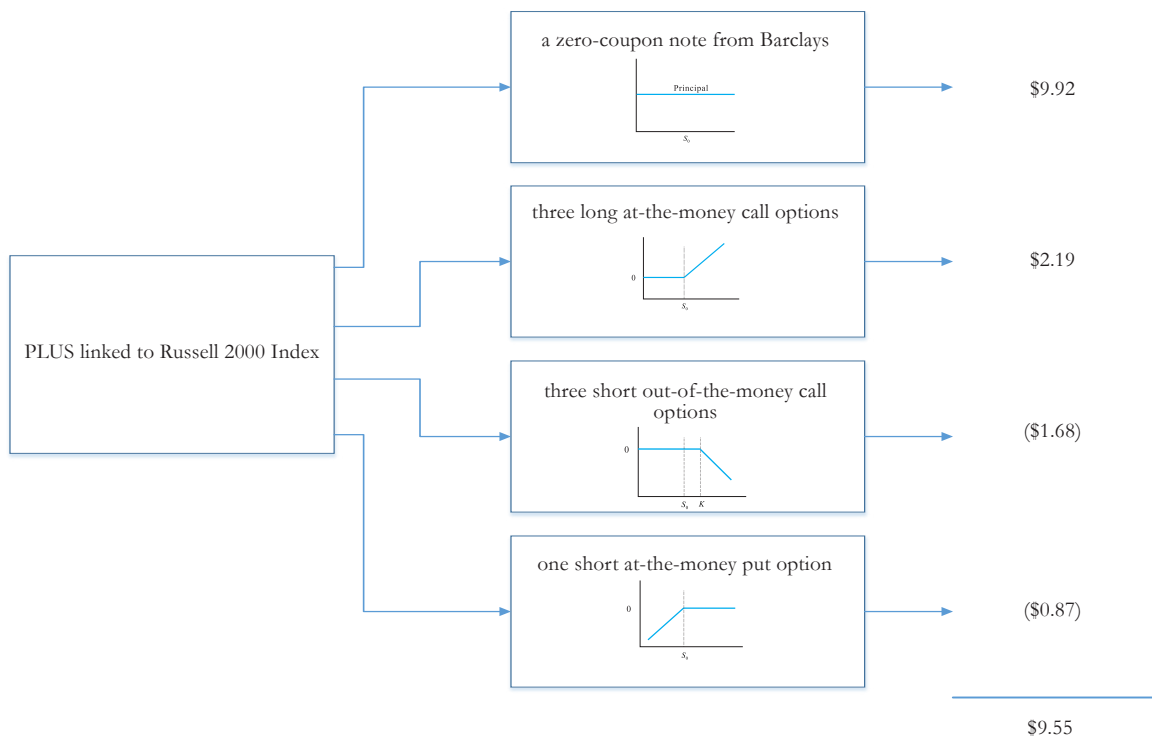 a zero-coupon note from Barclays
Principal
S₀
$9.92
three long at-the-money call options
0
S₀
$2.19
PLUS linked to Russell 2000 Index
three short out-of-the-money call
options
0
S₀ K
($1.68)
one short at-the-money put option
0
S₀
($0.87)
$9.55